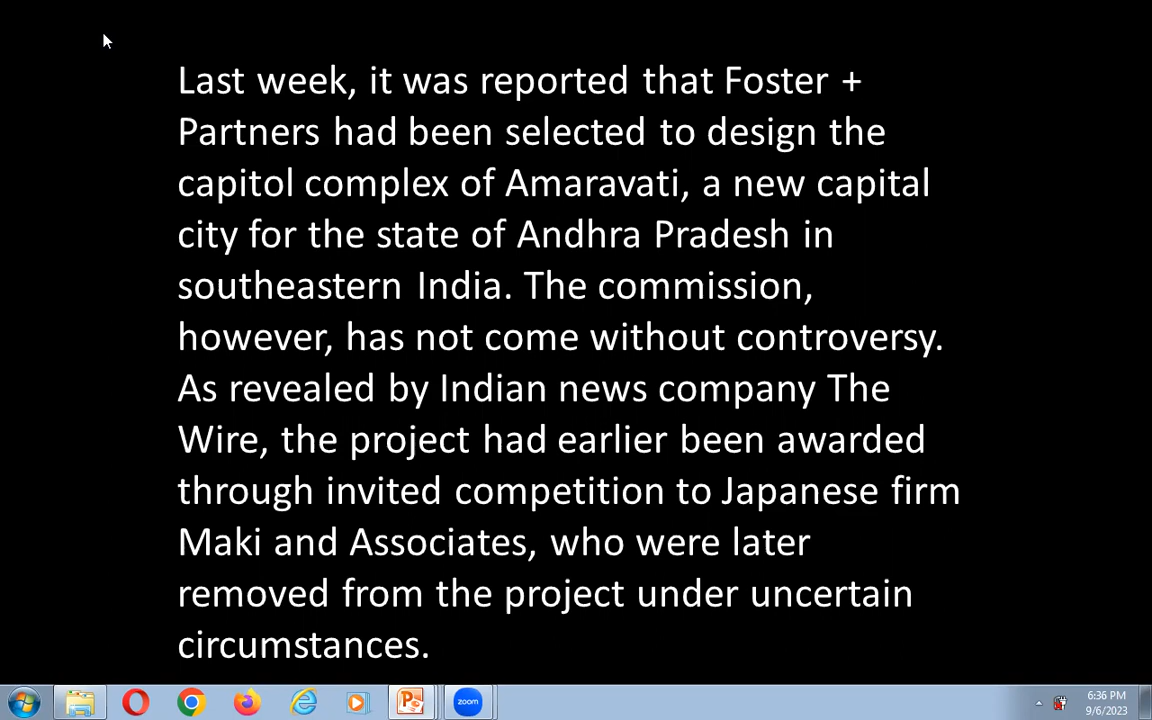 Last week, it was reported that Foster +
Partners had been selected to design the
capitol complex of Amaravati, a new capital
city for the state of Andhra Pradesh in
southeastern India. The commission,
however, has not come without controversy.
As revealed by Indian news company The
Wire, the project had earlier been awarded
through invited competition to Japanese firm
Maki and Associates, who were later
removed from the project under uncertain
circumstances.
zoom
6:36 PM
9/6/2023